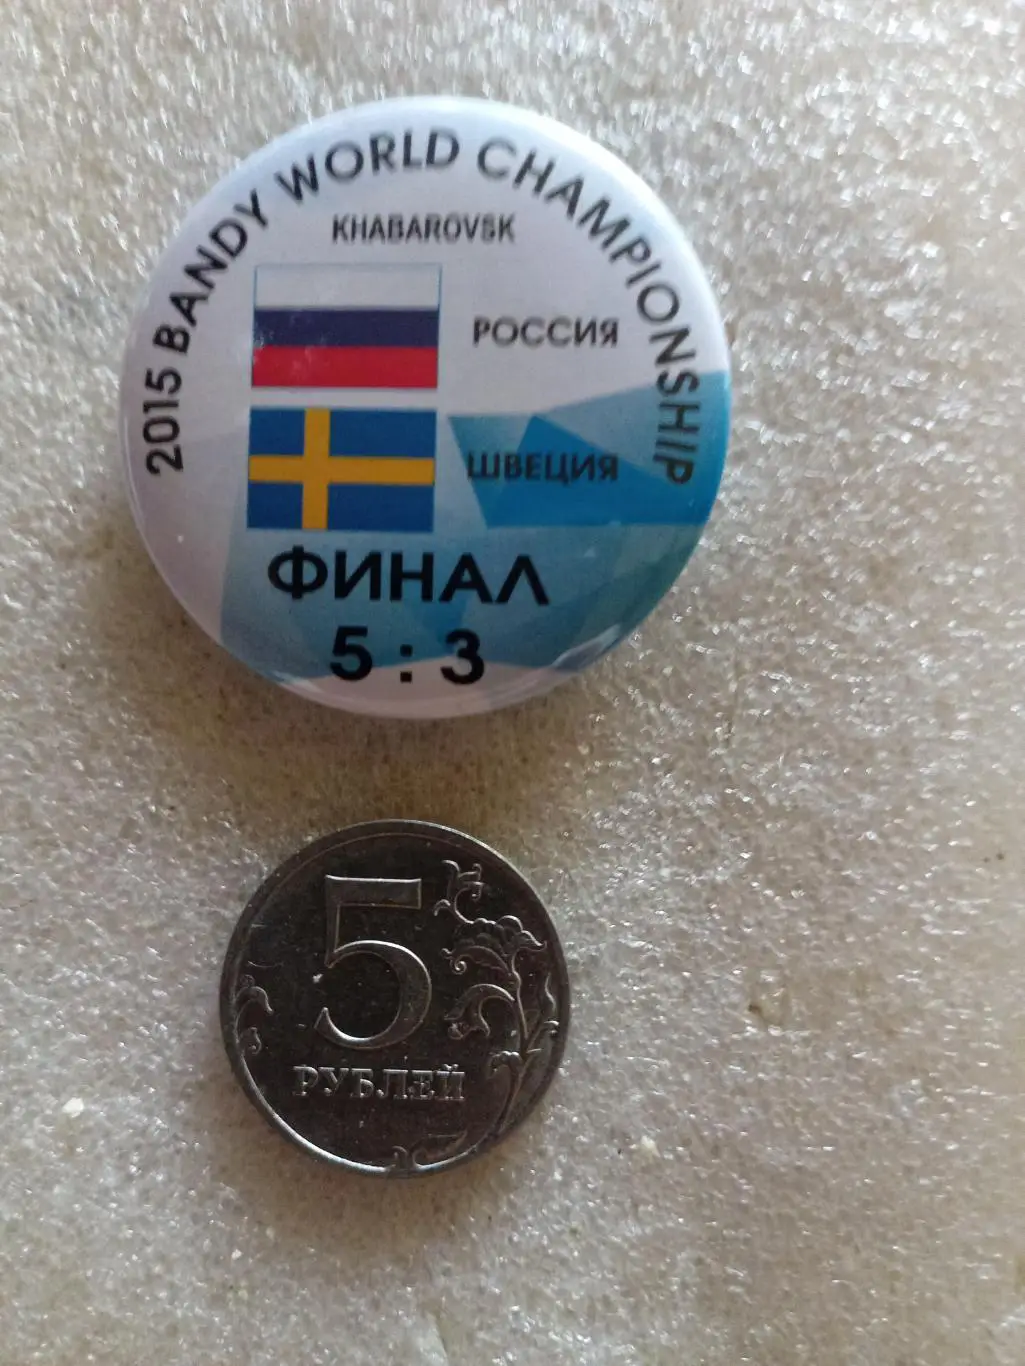 2015 BANDY WORLD CHAMPIONSHIP
KHABAROVSK
РОССИЯ
ШВЕЦИЯ
ФИНАЛ
5 : 3
5
РУБЛЕЙ